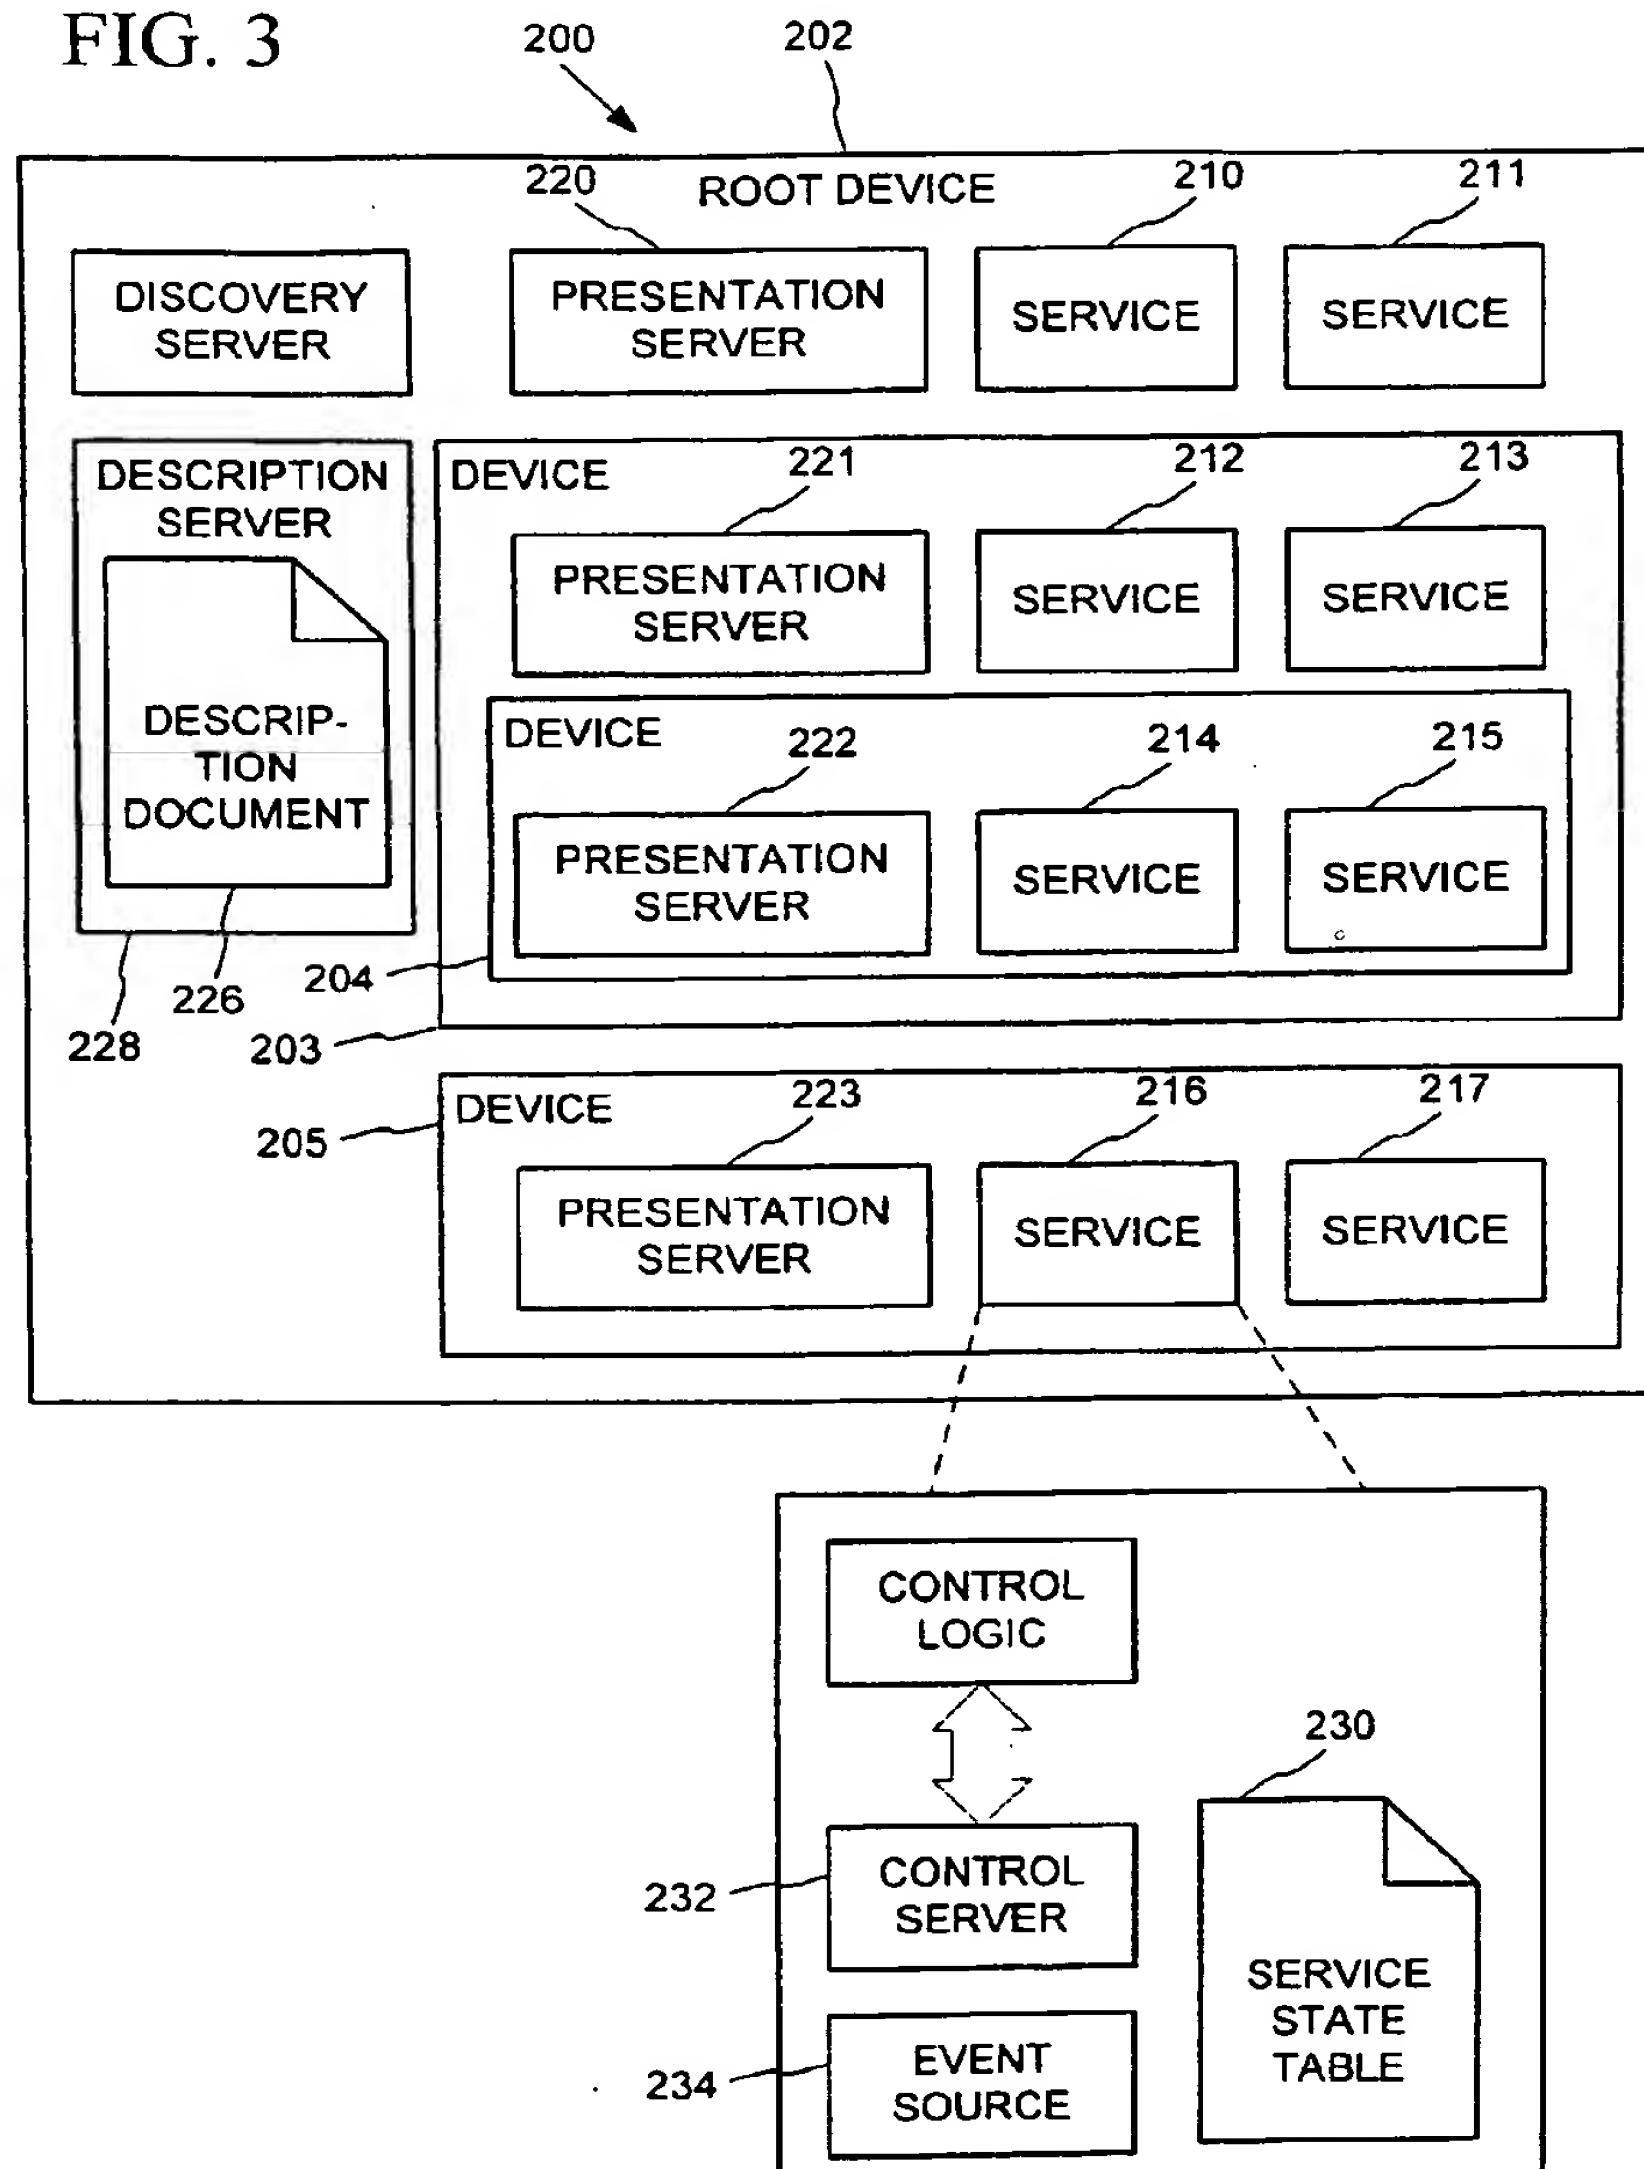 FIG. 3
200
202
ROOT DEVICE
220
210
211
DISCOVERY
SERVER
PRESENTATION
SERVER
SERVICE
SERVICE
DESCRIPTION
SERVER
DEVICE
221
212
213
PRESENTATION
SERVER
SERVICE
SERVICE
DESCRIP-
TION
DOCUMENT
DEVICE
222
214
215
PRESENTATION
SERVER
SERVICE
SERVICE
204
226
228
203
DEVICE
223
216
217
205
PRESENTATION
SERVER
SERVICE
SERVICE
CONTROL
LOGIC
230
232
CONTROL
SERVER
SERVICE
STATE
TABLE
234
EVENT
SOURCE